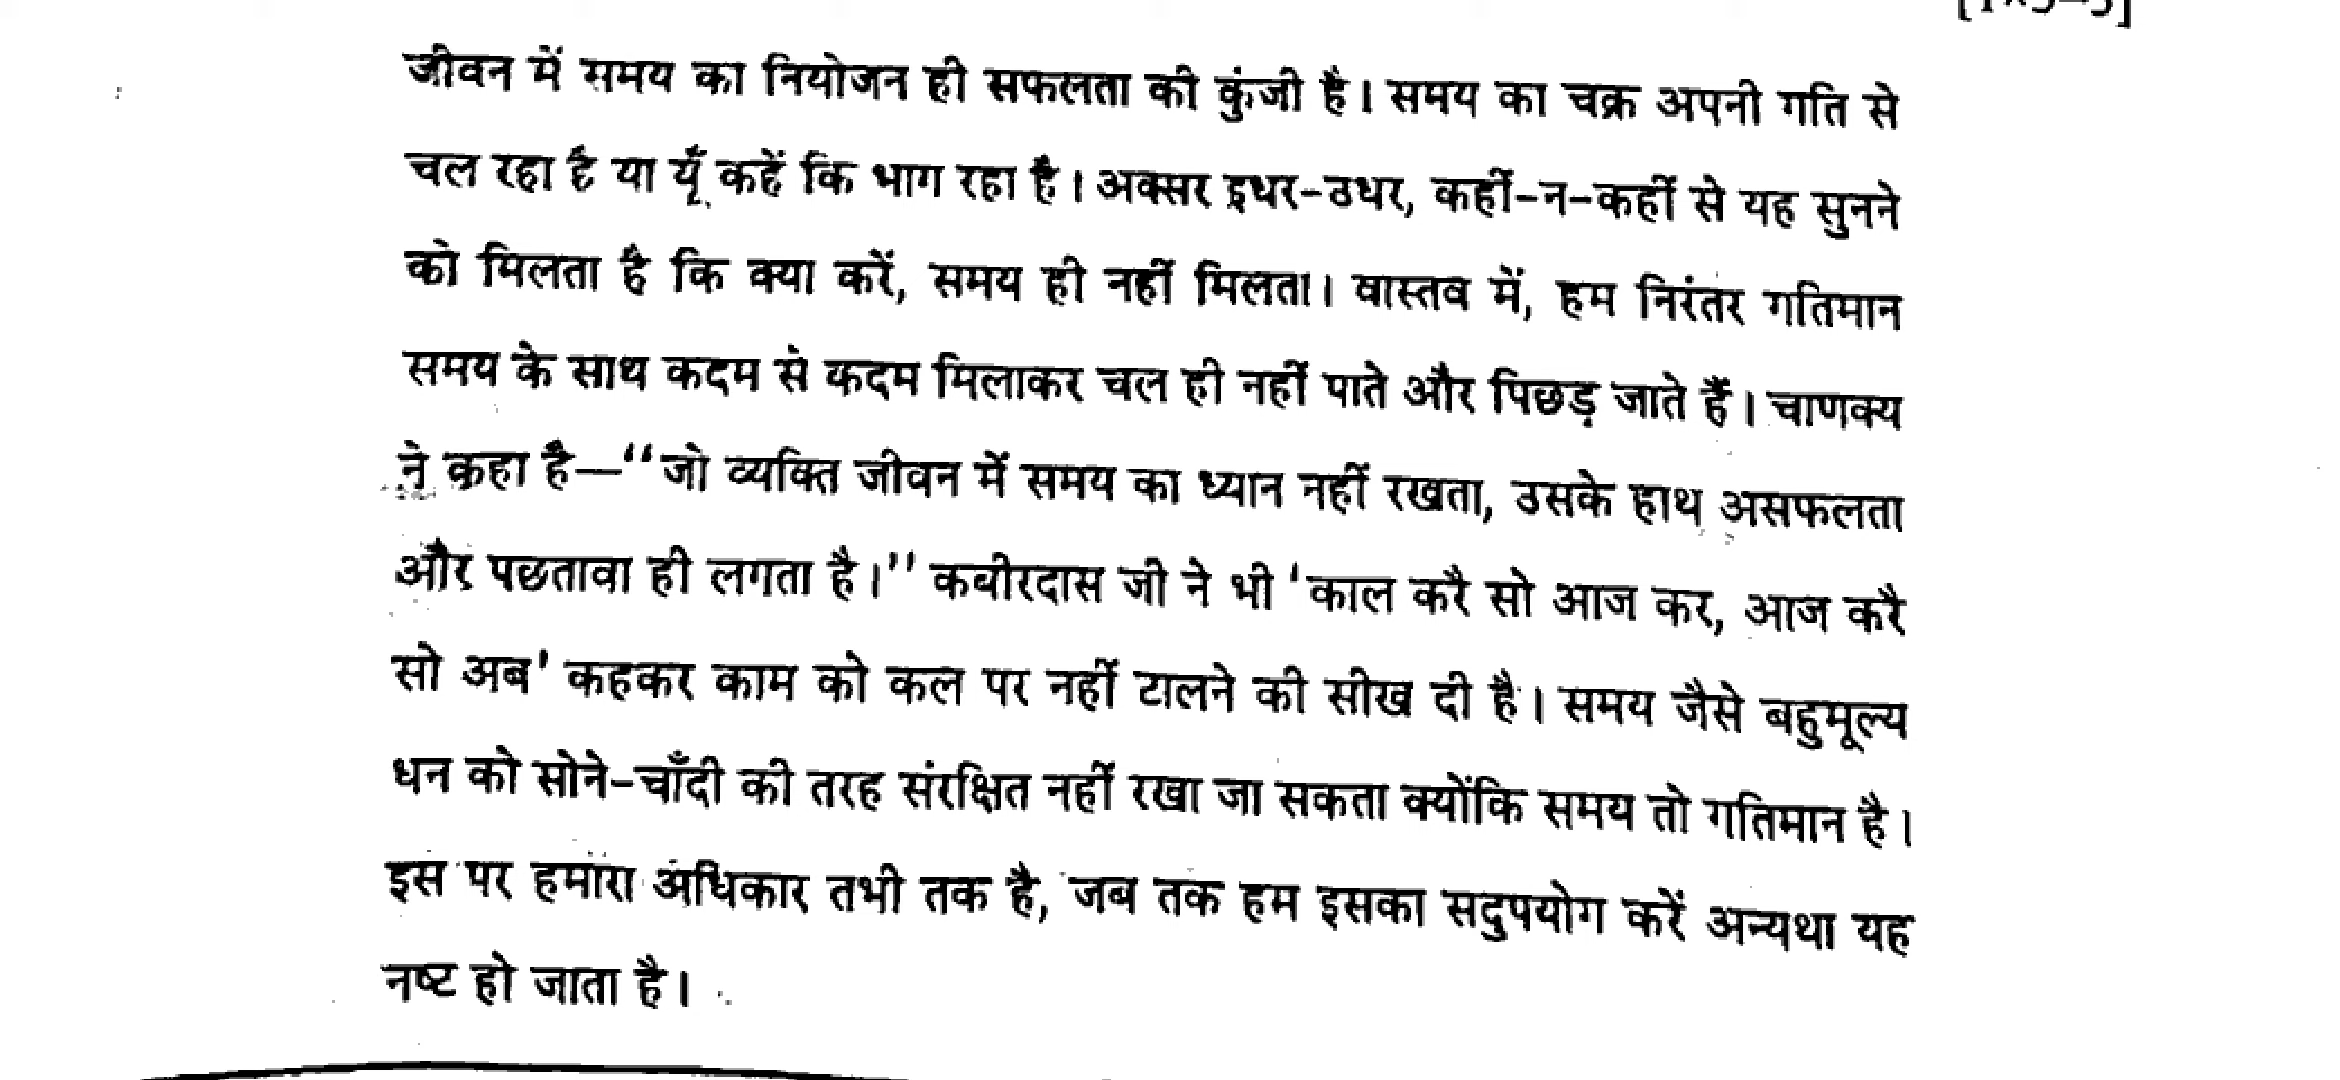 जीवन में समय का नियोजन ही सफलता की कुंजी है। समय का चक्र अपनी गति से
चल रहा है या यूँ कहें कि भाग रहा है। अक्सर इधर-उधर, कहीं-न-कहीं से यह सुनने
को मिलता है कि क्या करें, समय ही नहीं मिलता। वास्तव में, हम निरंतर गतिमान
समय के साथ कदम से कदम मिलाकर चल ही नहीं पाते और पिछड़ जाते हैं। चाणक्य
ने कहा है—“जो व्यक्ति जीवन में समय का ध्यान नहीं रखता, उसके हाथ असफलता
और पछतावा ही लगता है।” कबीरदास जी ने भी ‘काल करै सो आज कर, आज करै
सो अब’ कहकर काम को कल पर नहीं टालने की सीख दी है। समय जैसे बहुमूल्य
धन को सोने-चाँदी की तरह संरक्षित नहीं रखा जा सकता क्योंकि समय तो गतिमान है।
इस पर हमारा अधिकार तभी तक है, जब तक हम इसका सदुपयोग करें अन्यथा यह
नष्ट हो जाता है।